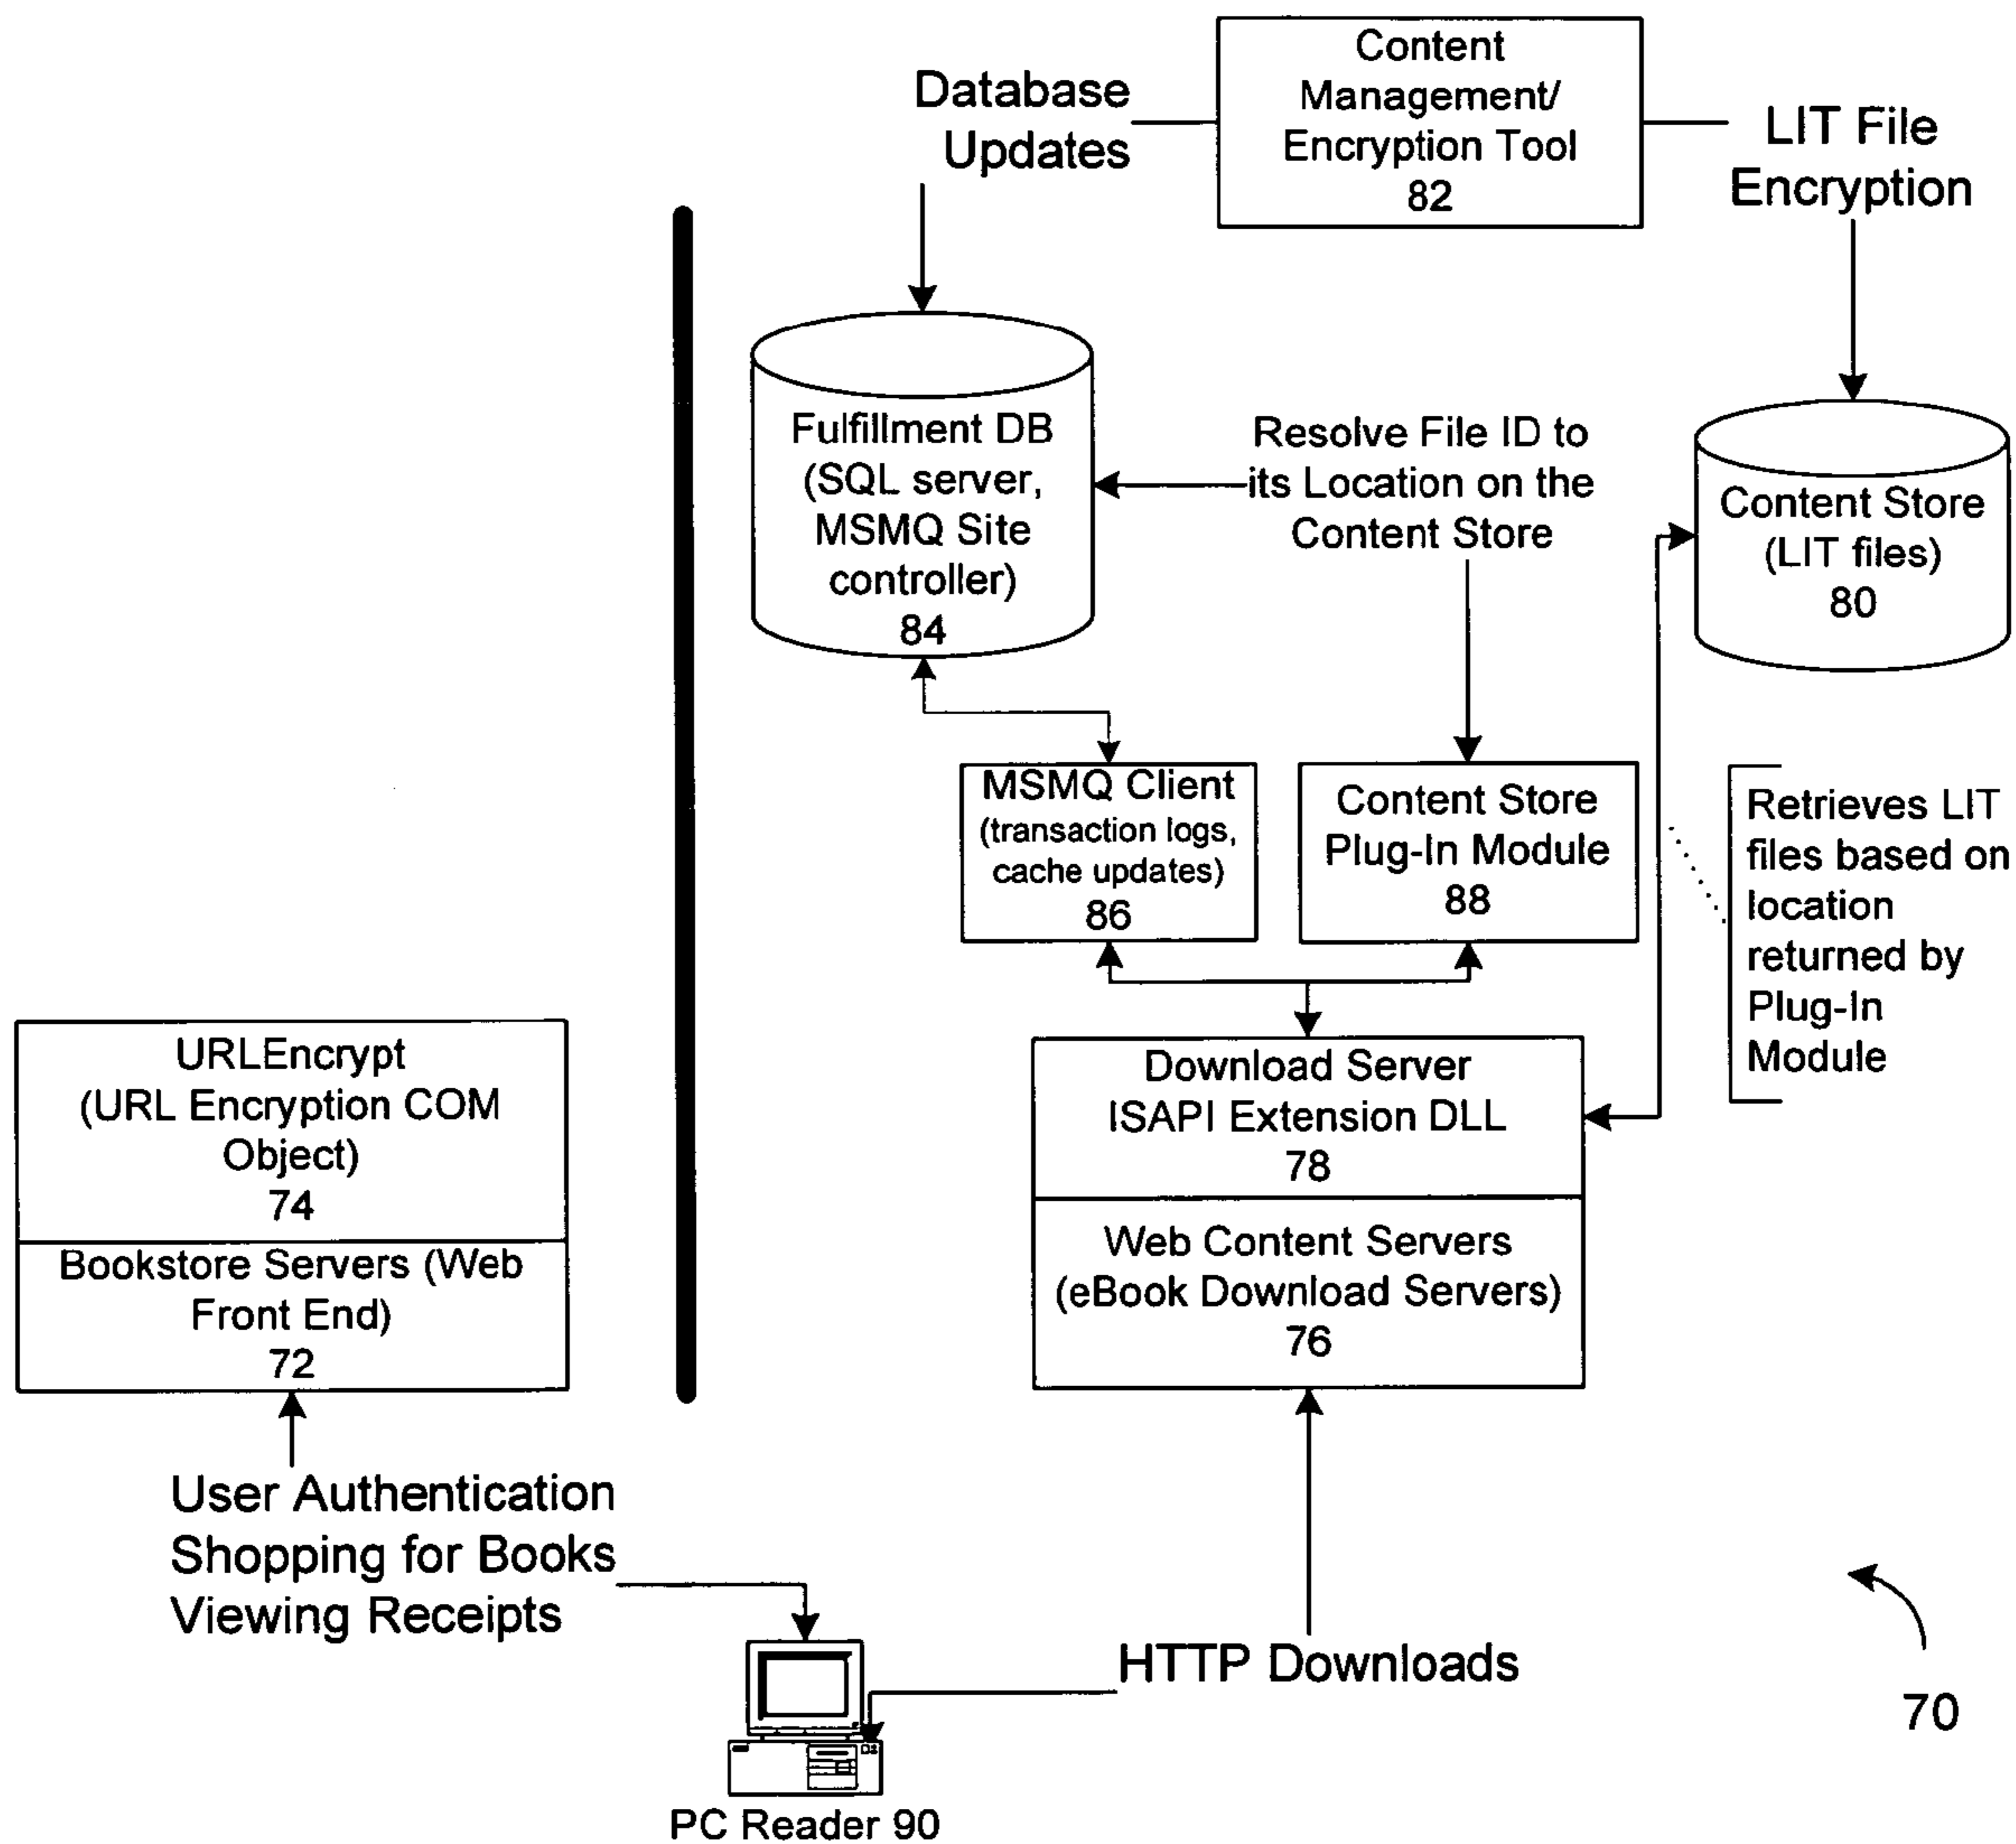 Content
Management/
Encryption Tool
82
Database
Updates
LIT File
Encryption
Fulfillment DB
(SQL server,
MSMQ Site
controller)
84
Resolve File ID to
its Location on the
Content Store
Content Store
(LIT files)
80
MSMQ Client
(transaction logs,
cache updates)
86
Content Store
Plug-In Module
88
Retrieves LIT
files based on
location
returned by
Plug-In
Module
URLEncrypt
(URL Encryption COM
Object)
74
Bookstore Servers (Web
Front End)
72
Download Server
ISAPI Extension DLL
78
Web Content Servers
(eBook Download Servers)
76
User Authentication
Shopping for Books
Viewing Receipts
HTTP Downloads
70
PC Reader 90